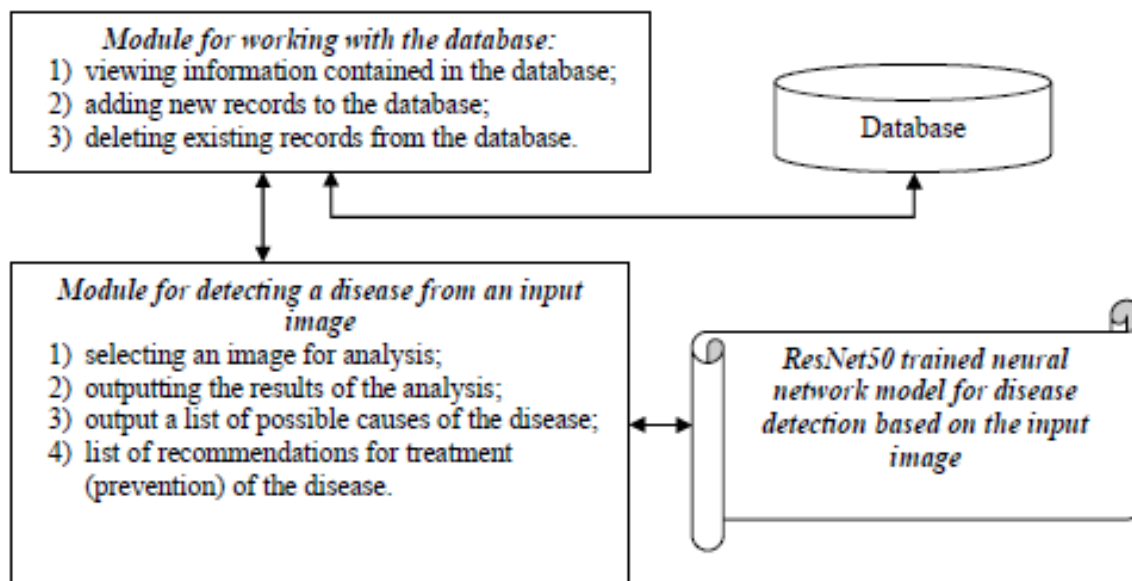 Module for working with the database:
1) viewing information contained in the database;
2) adding new records to the database;
3) deleting existing records from the database.
Database
Module for detecting a disease from an input
image
1) selecting an image for analysis;
2) outputting the results of the analysis;
3) output a list of possible causes of the disease;
4) list of recommendations for treatment
(prevention) of the disease.
ResNet50 trained neural
network model for disease
detection based on the input
image